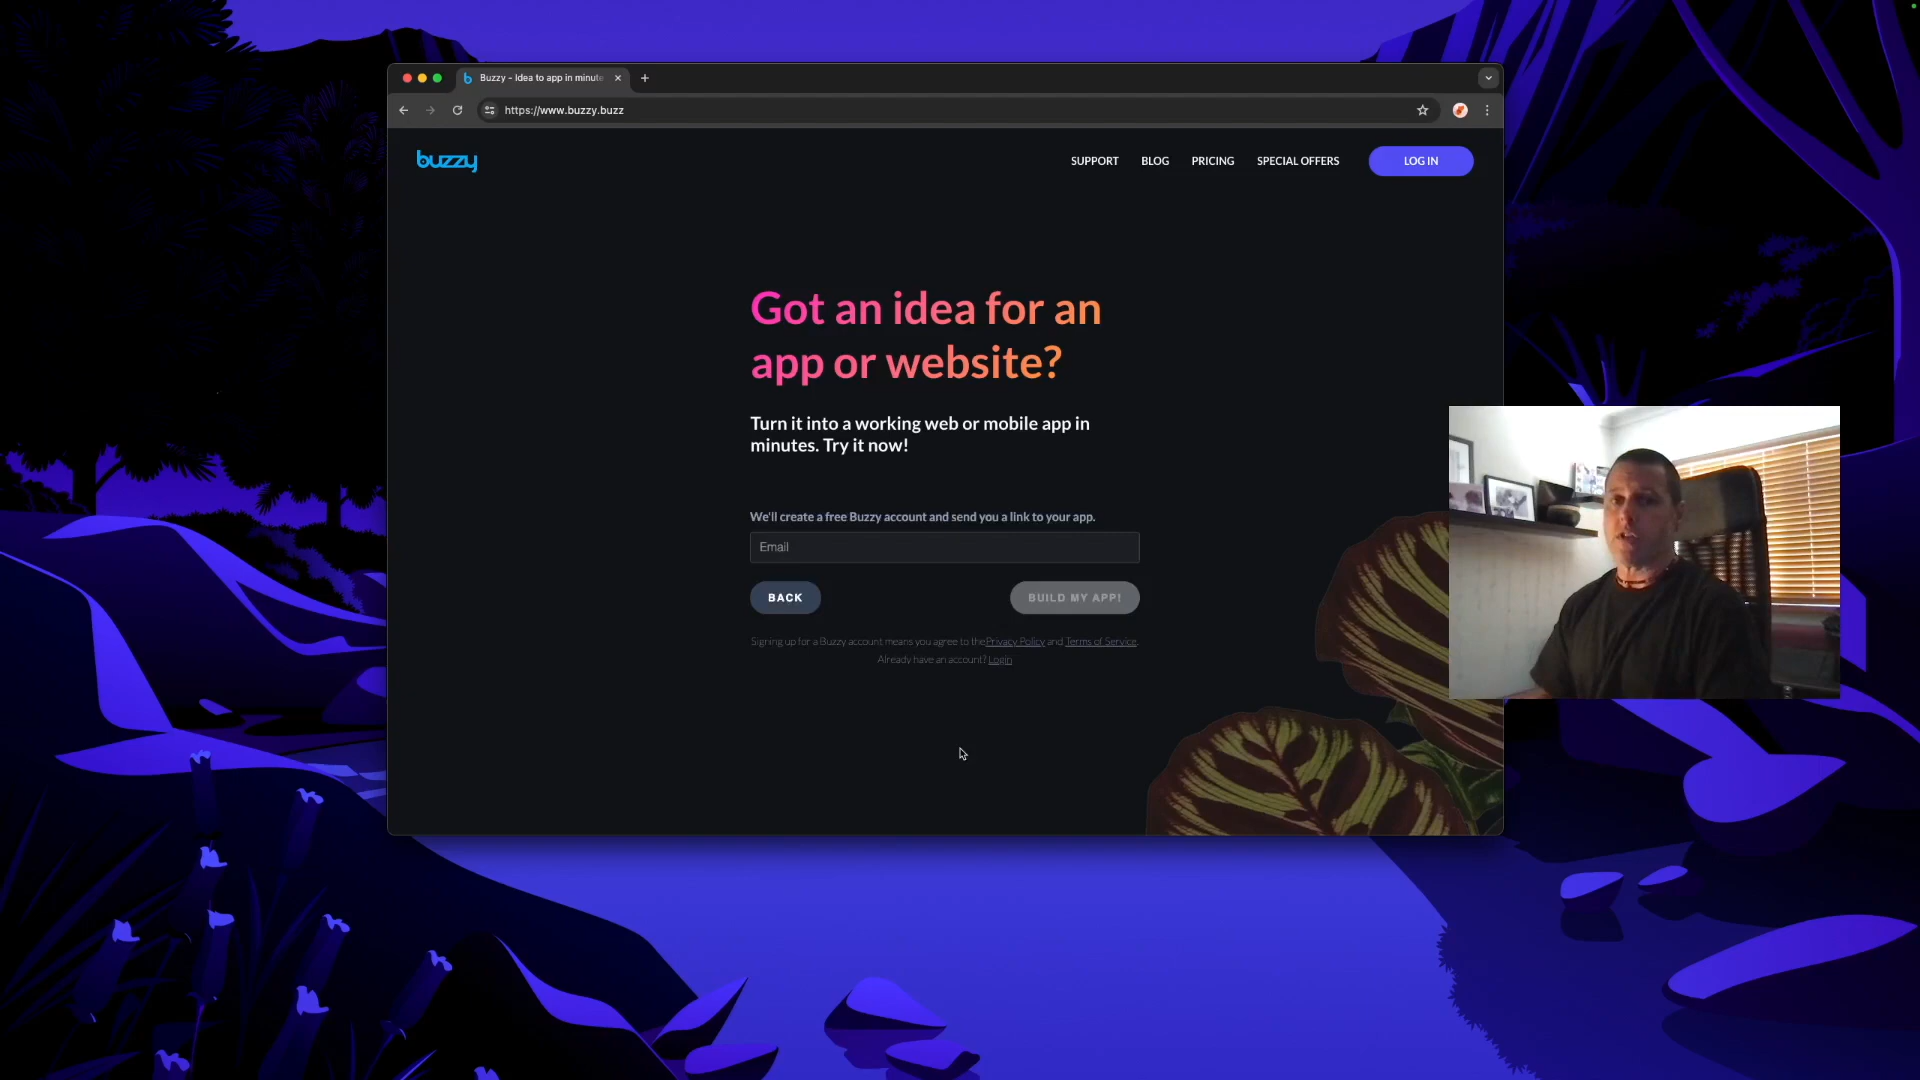 Buzzy - Idea to app in minute
https://www.buzzy.buzz
buzzy
SUPPORT
BLOG
PRICING
SPECIAL OFFERS
LOG IN
Got an idea for an
app or website?
Turn it into a working web or mobile app in
minutes. Try it now!
We'll create a free Buzzy account and send you a link to your app.
Email
BACK
BUILD MY APP!
Signing up for a Buzzy account means you agree to thePrivacy Policy and Terms of Service.
Already have an account? Login